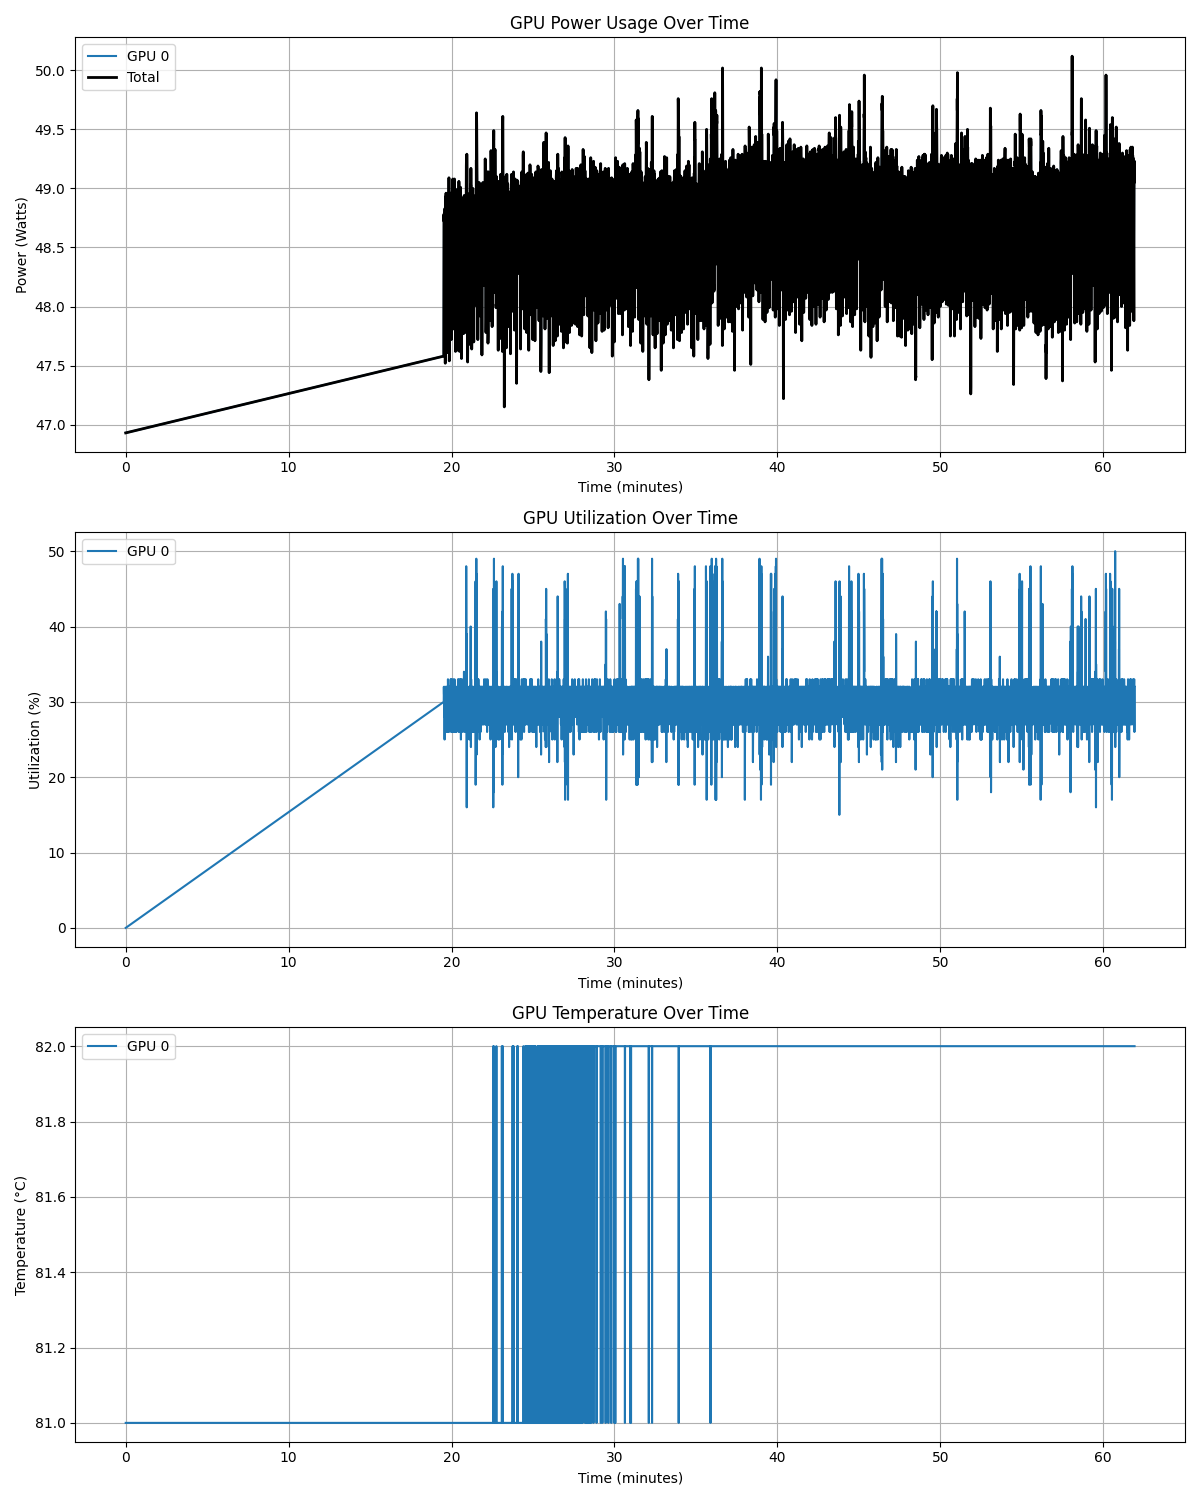 GPU Power Usage Over Time
GPU 0
Total
50.0
49.5
49.0
48.5
48.0
47.5
47.0
Power (Watts)
0 10 20 30 40 50 60
Time (minutes)
GPU Utilization Over Time
GPU 0
50
40
30
20
10
0
Utilization (%)
0 10 20 30 40 50 60
Time (minutes)
GPU Temperature Over Time
GPU 0
82.0
81.8
81.6
81.4
81.2
81.0
Temperature (°C)
0 10 20 30 40 50 60
Time (minutes)